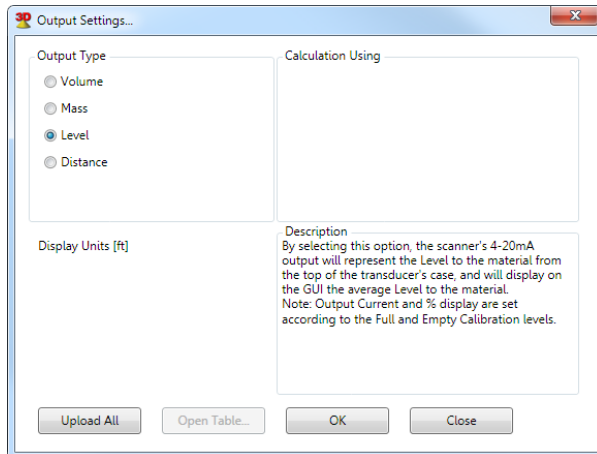 3D Output Settings...
Output Type
Volume
Mass
Level
Distance
Calculation Using
Display Units [ft]
Description
By selecting this option, the scanner's 4-20mA
output will represent the Level to the material from
the top of the transducer's case, and will display on
the GUI the average Level to the material.
Note: Output Current and % display are set
according to the Full and Empty Calibration levels.
Upload All
Open Table...
OK
Close